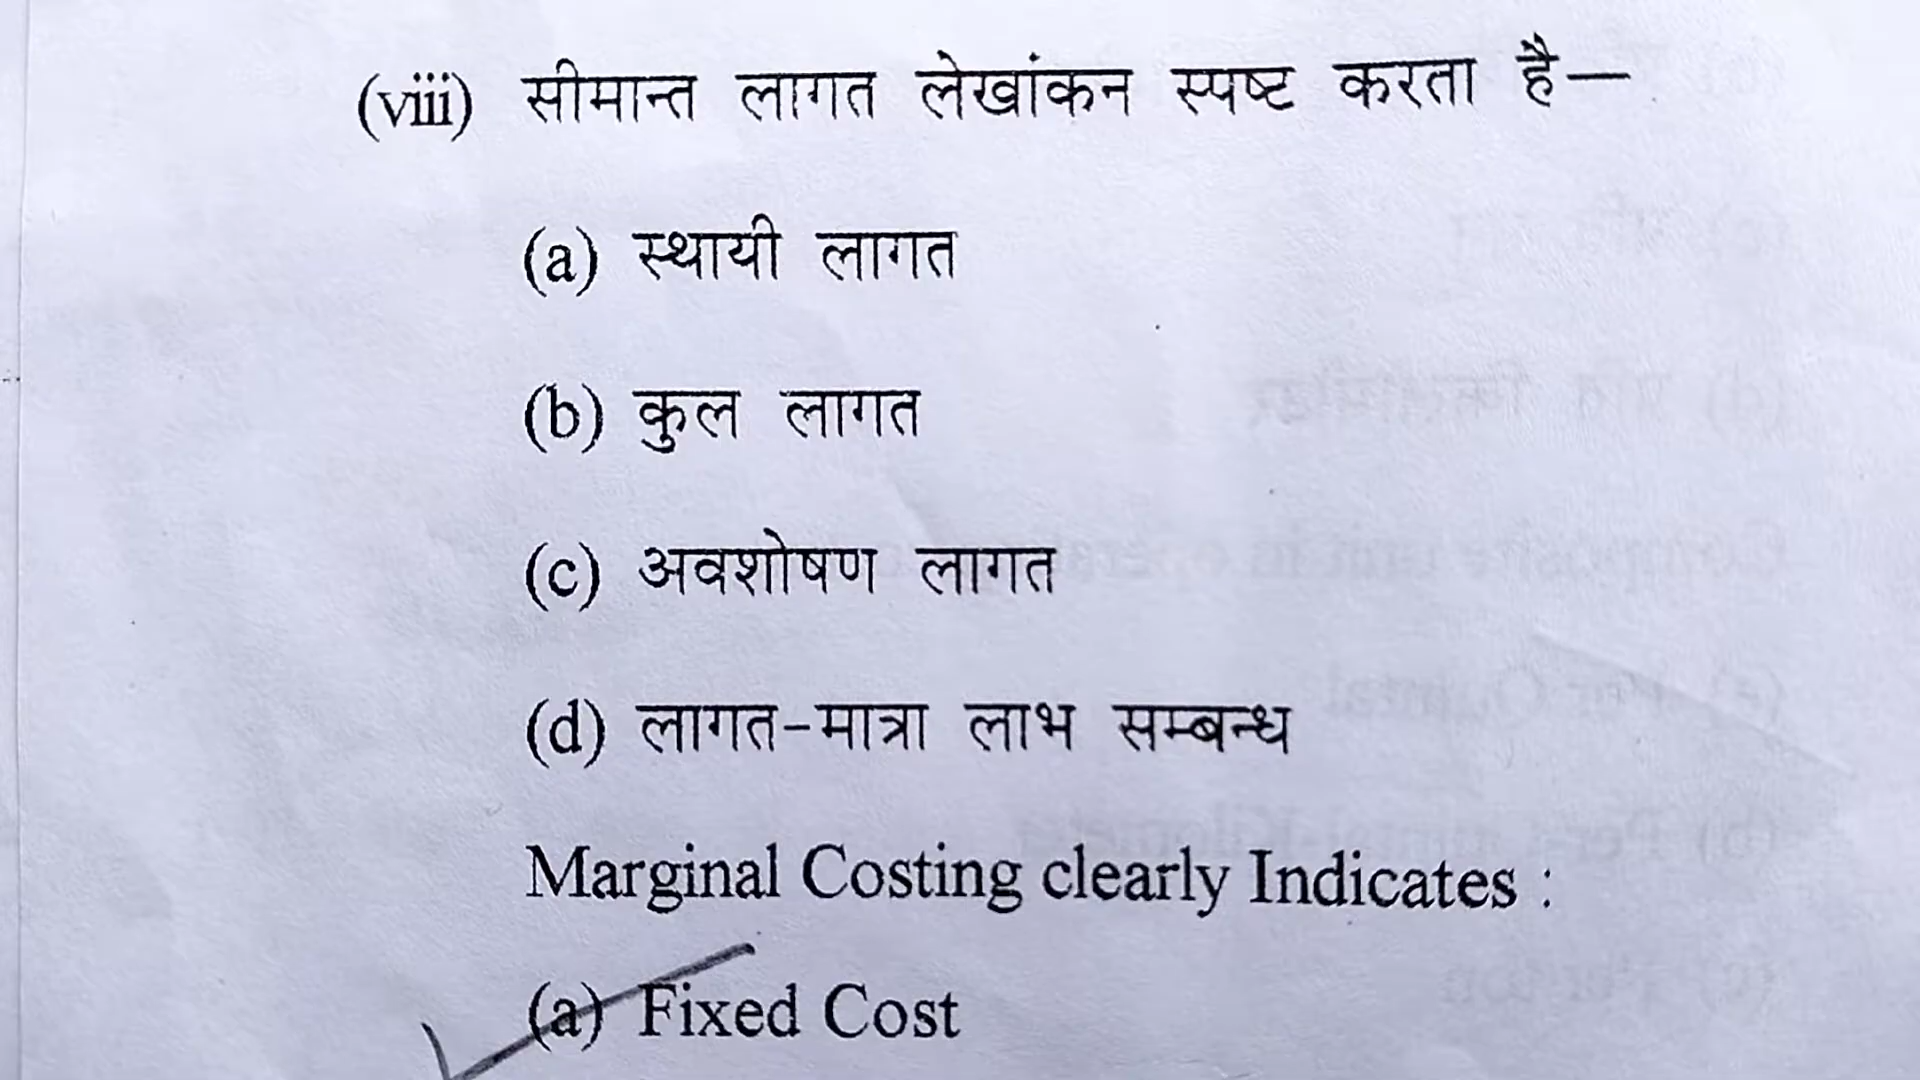 (viii) सीमान्त लागत लेखांकन स्पष्ट करता है—
(a) स्थायी लागत
(b) कुल लागत
(c) अवशोषण लागत
(d) लागत-मात्रा लाभ सम्बन्ध
Marginal Costing clearly Indicates :
(a) Fixed Cost